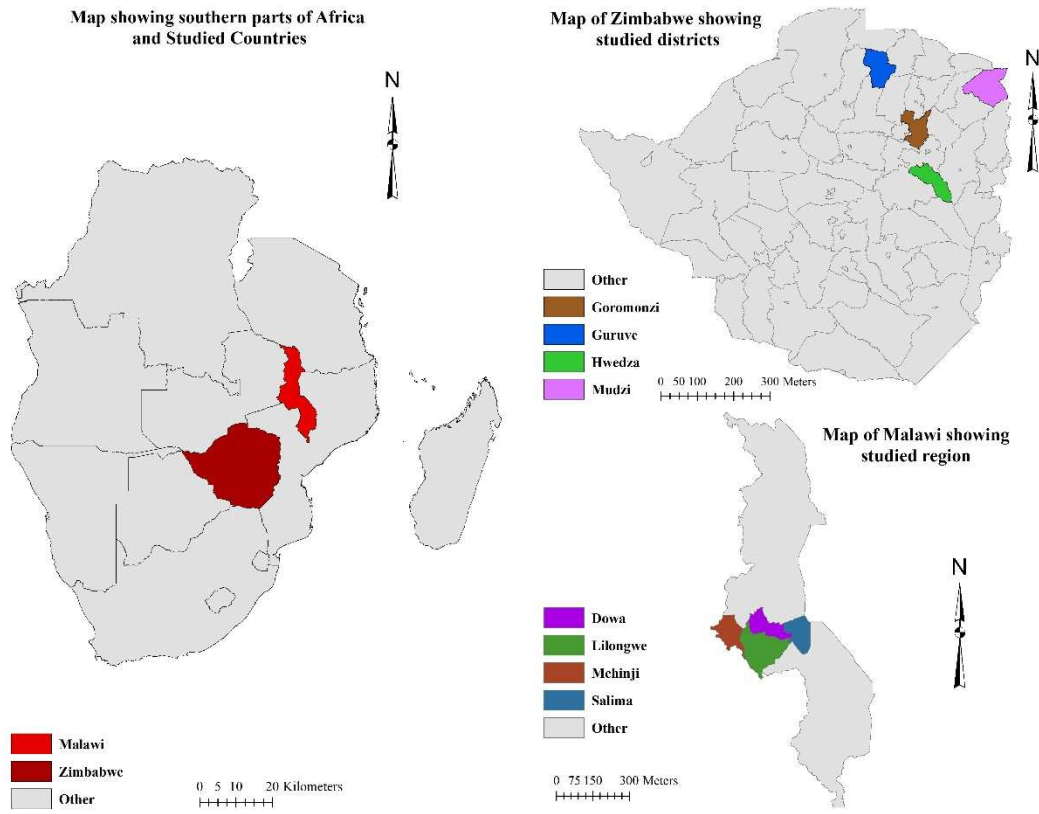 Map showing southern parts of Africa
and Studied Countries
N
Malawi
Zimbabwe
Other
0 5 10 20 Kilometers
Map of Zimbabwe showing
studied districts
N
Other
Goromonzi
Guruve
Hwedza
Mudzi
0 50 100 200 300 Meters
Map of Malawi showing
studied region
N
Dowa
Lilongwe
Mchinji
Salima
Other
0 75 150 300 Meters